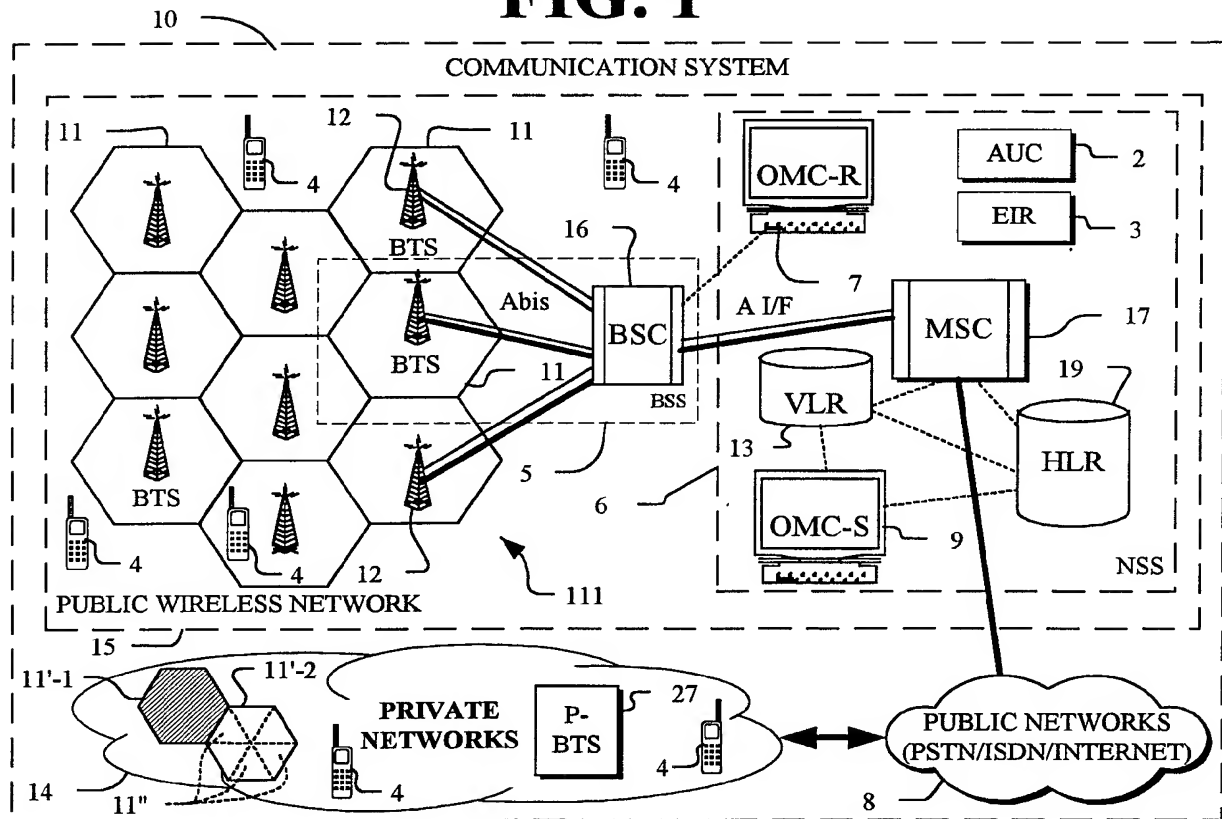 FIG. 1
10
COMMUNICATION SYSTEM
11
12
11
4
4
OMC-R
AUC
2
EIR
3
BTS
16
7
Abis
BSC
A I/F
MSC
17
BTS
11
BSS
VLR
19
13
HLR
5
6
BTS
OMC-S
9
4
4
12
111
NSS
PUBLIC WIRELESS NETWORK
15
11'-1
11'-2
27
PRIVATE
NETWORKS
P-
BTS
PUBLIC NETWORKS
(PSTN/ISDN/INTERNET)
14
11"
4
4
8